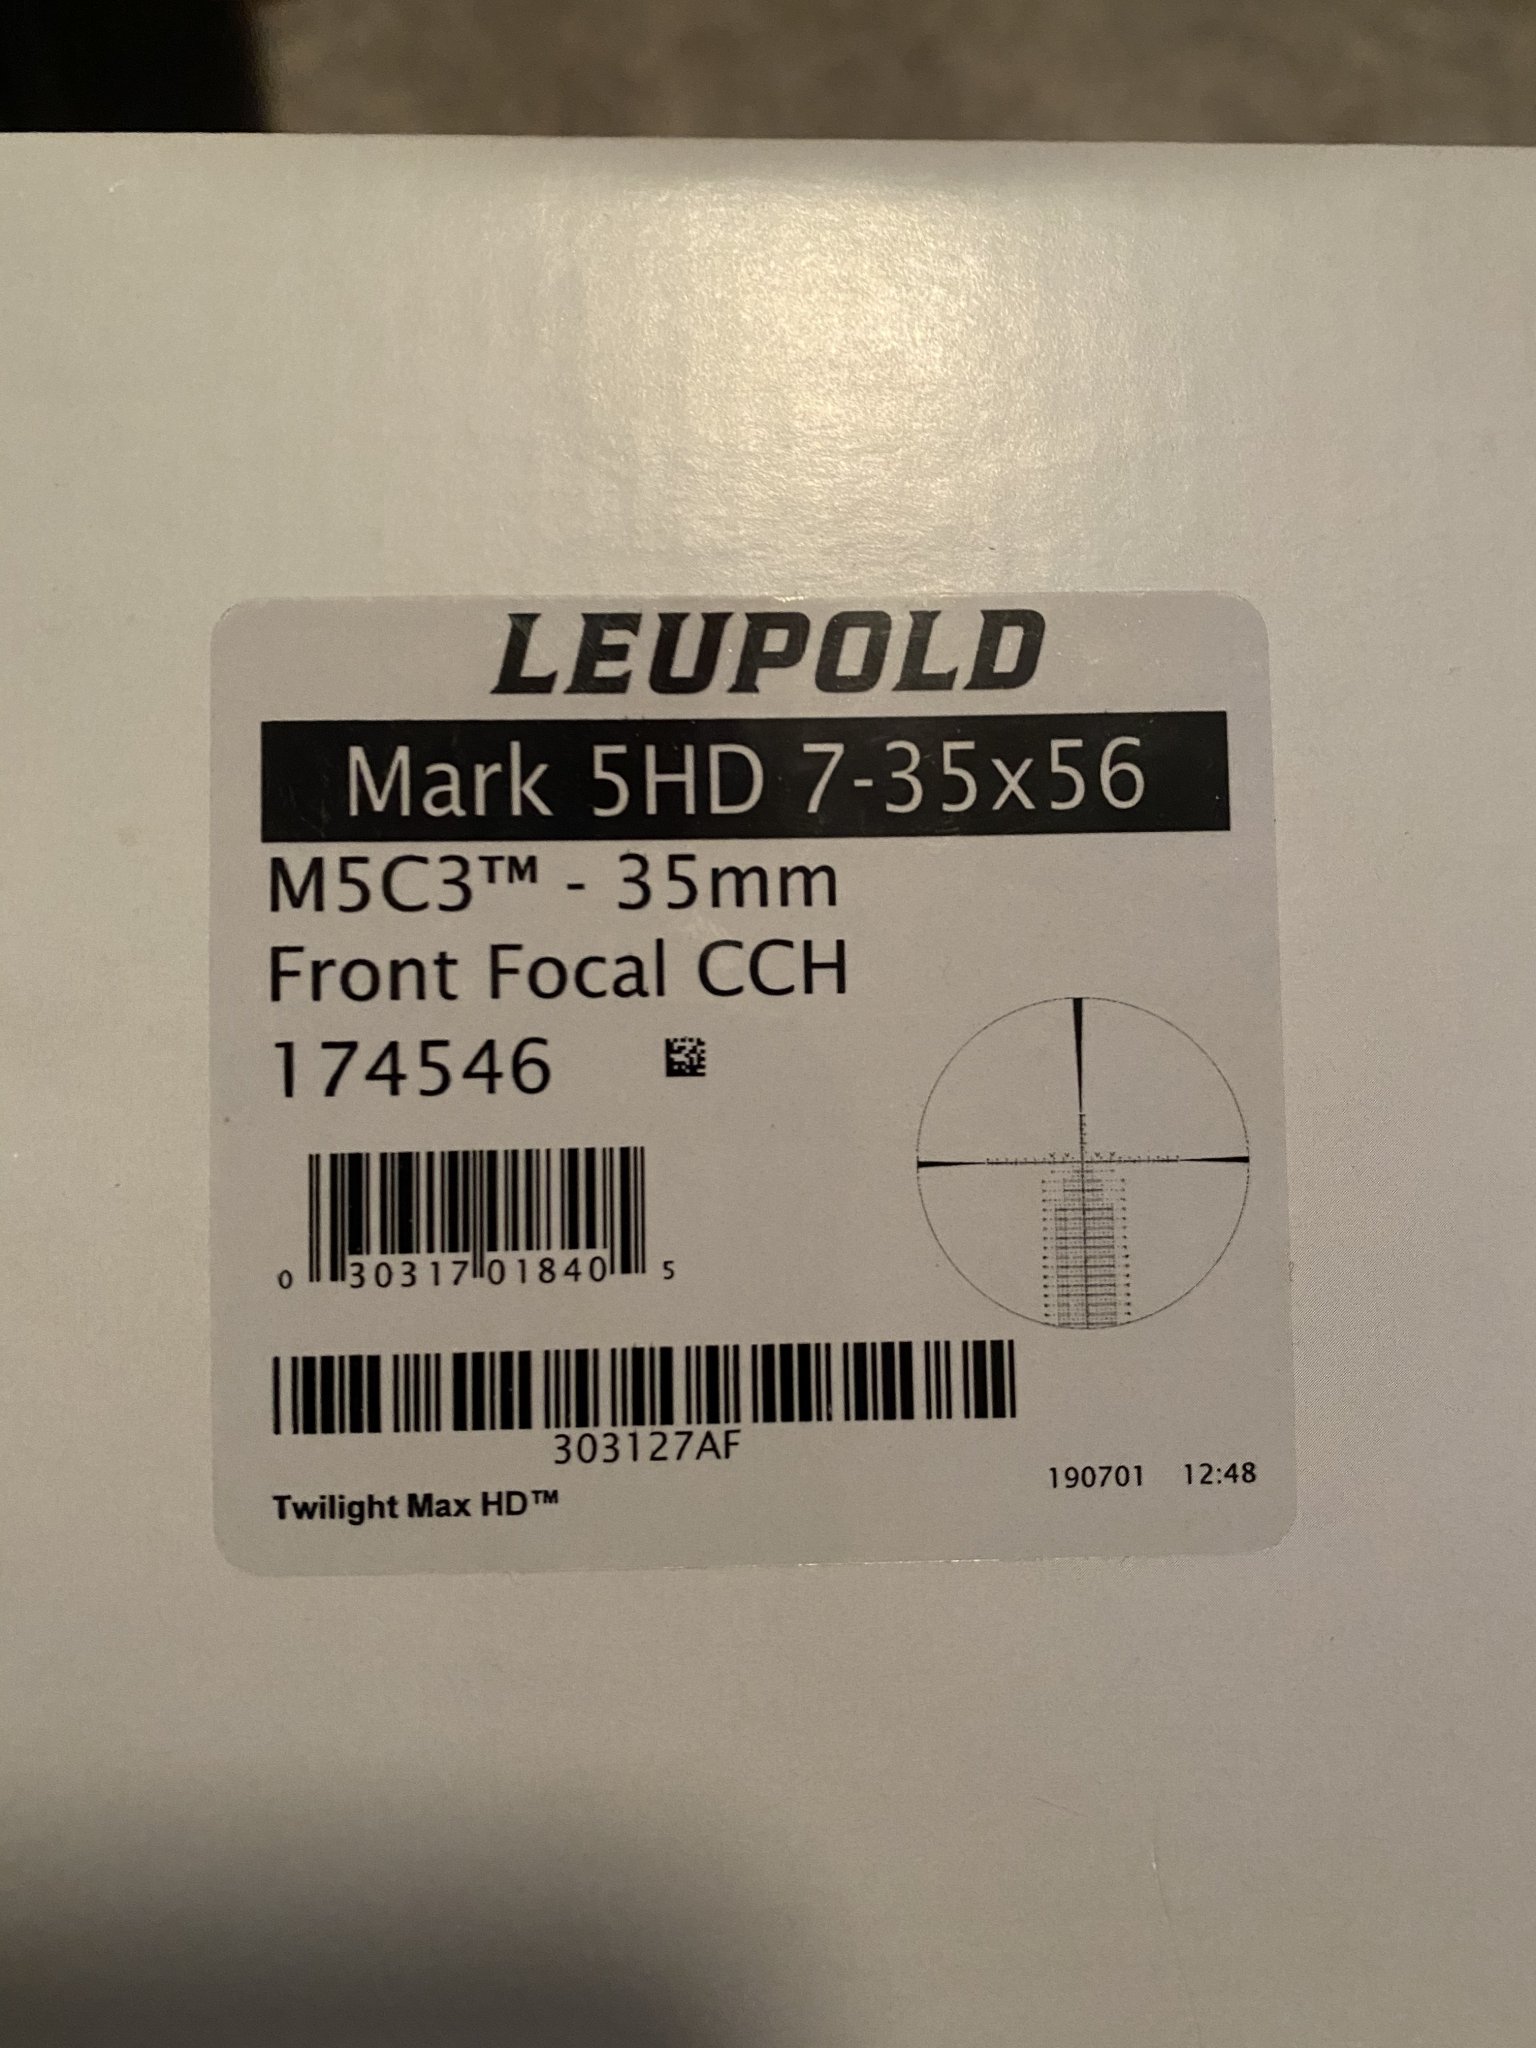 LEUPOLD
Mark 5HD 7-35x56
M5C3™ - 35mm
Front Focal CCH
174546
0 30317 01840 5
303127AF
190701 12:48
Twilight Max HD™